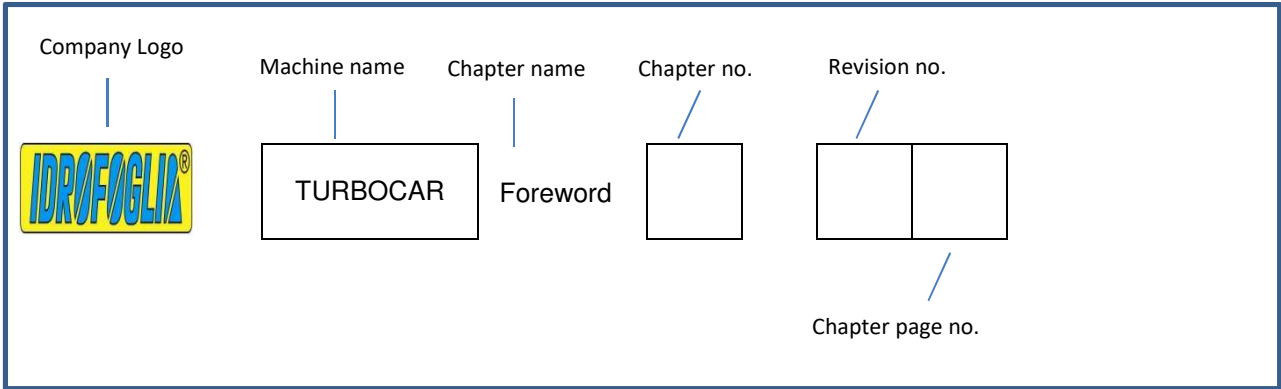 Company Logo
Machine name
Chapter name
Chapter no.
Revision no.
IDROFOGLIA®
TURBOCAR
Foreword
Chapter page no.